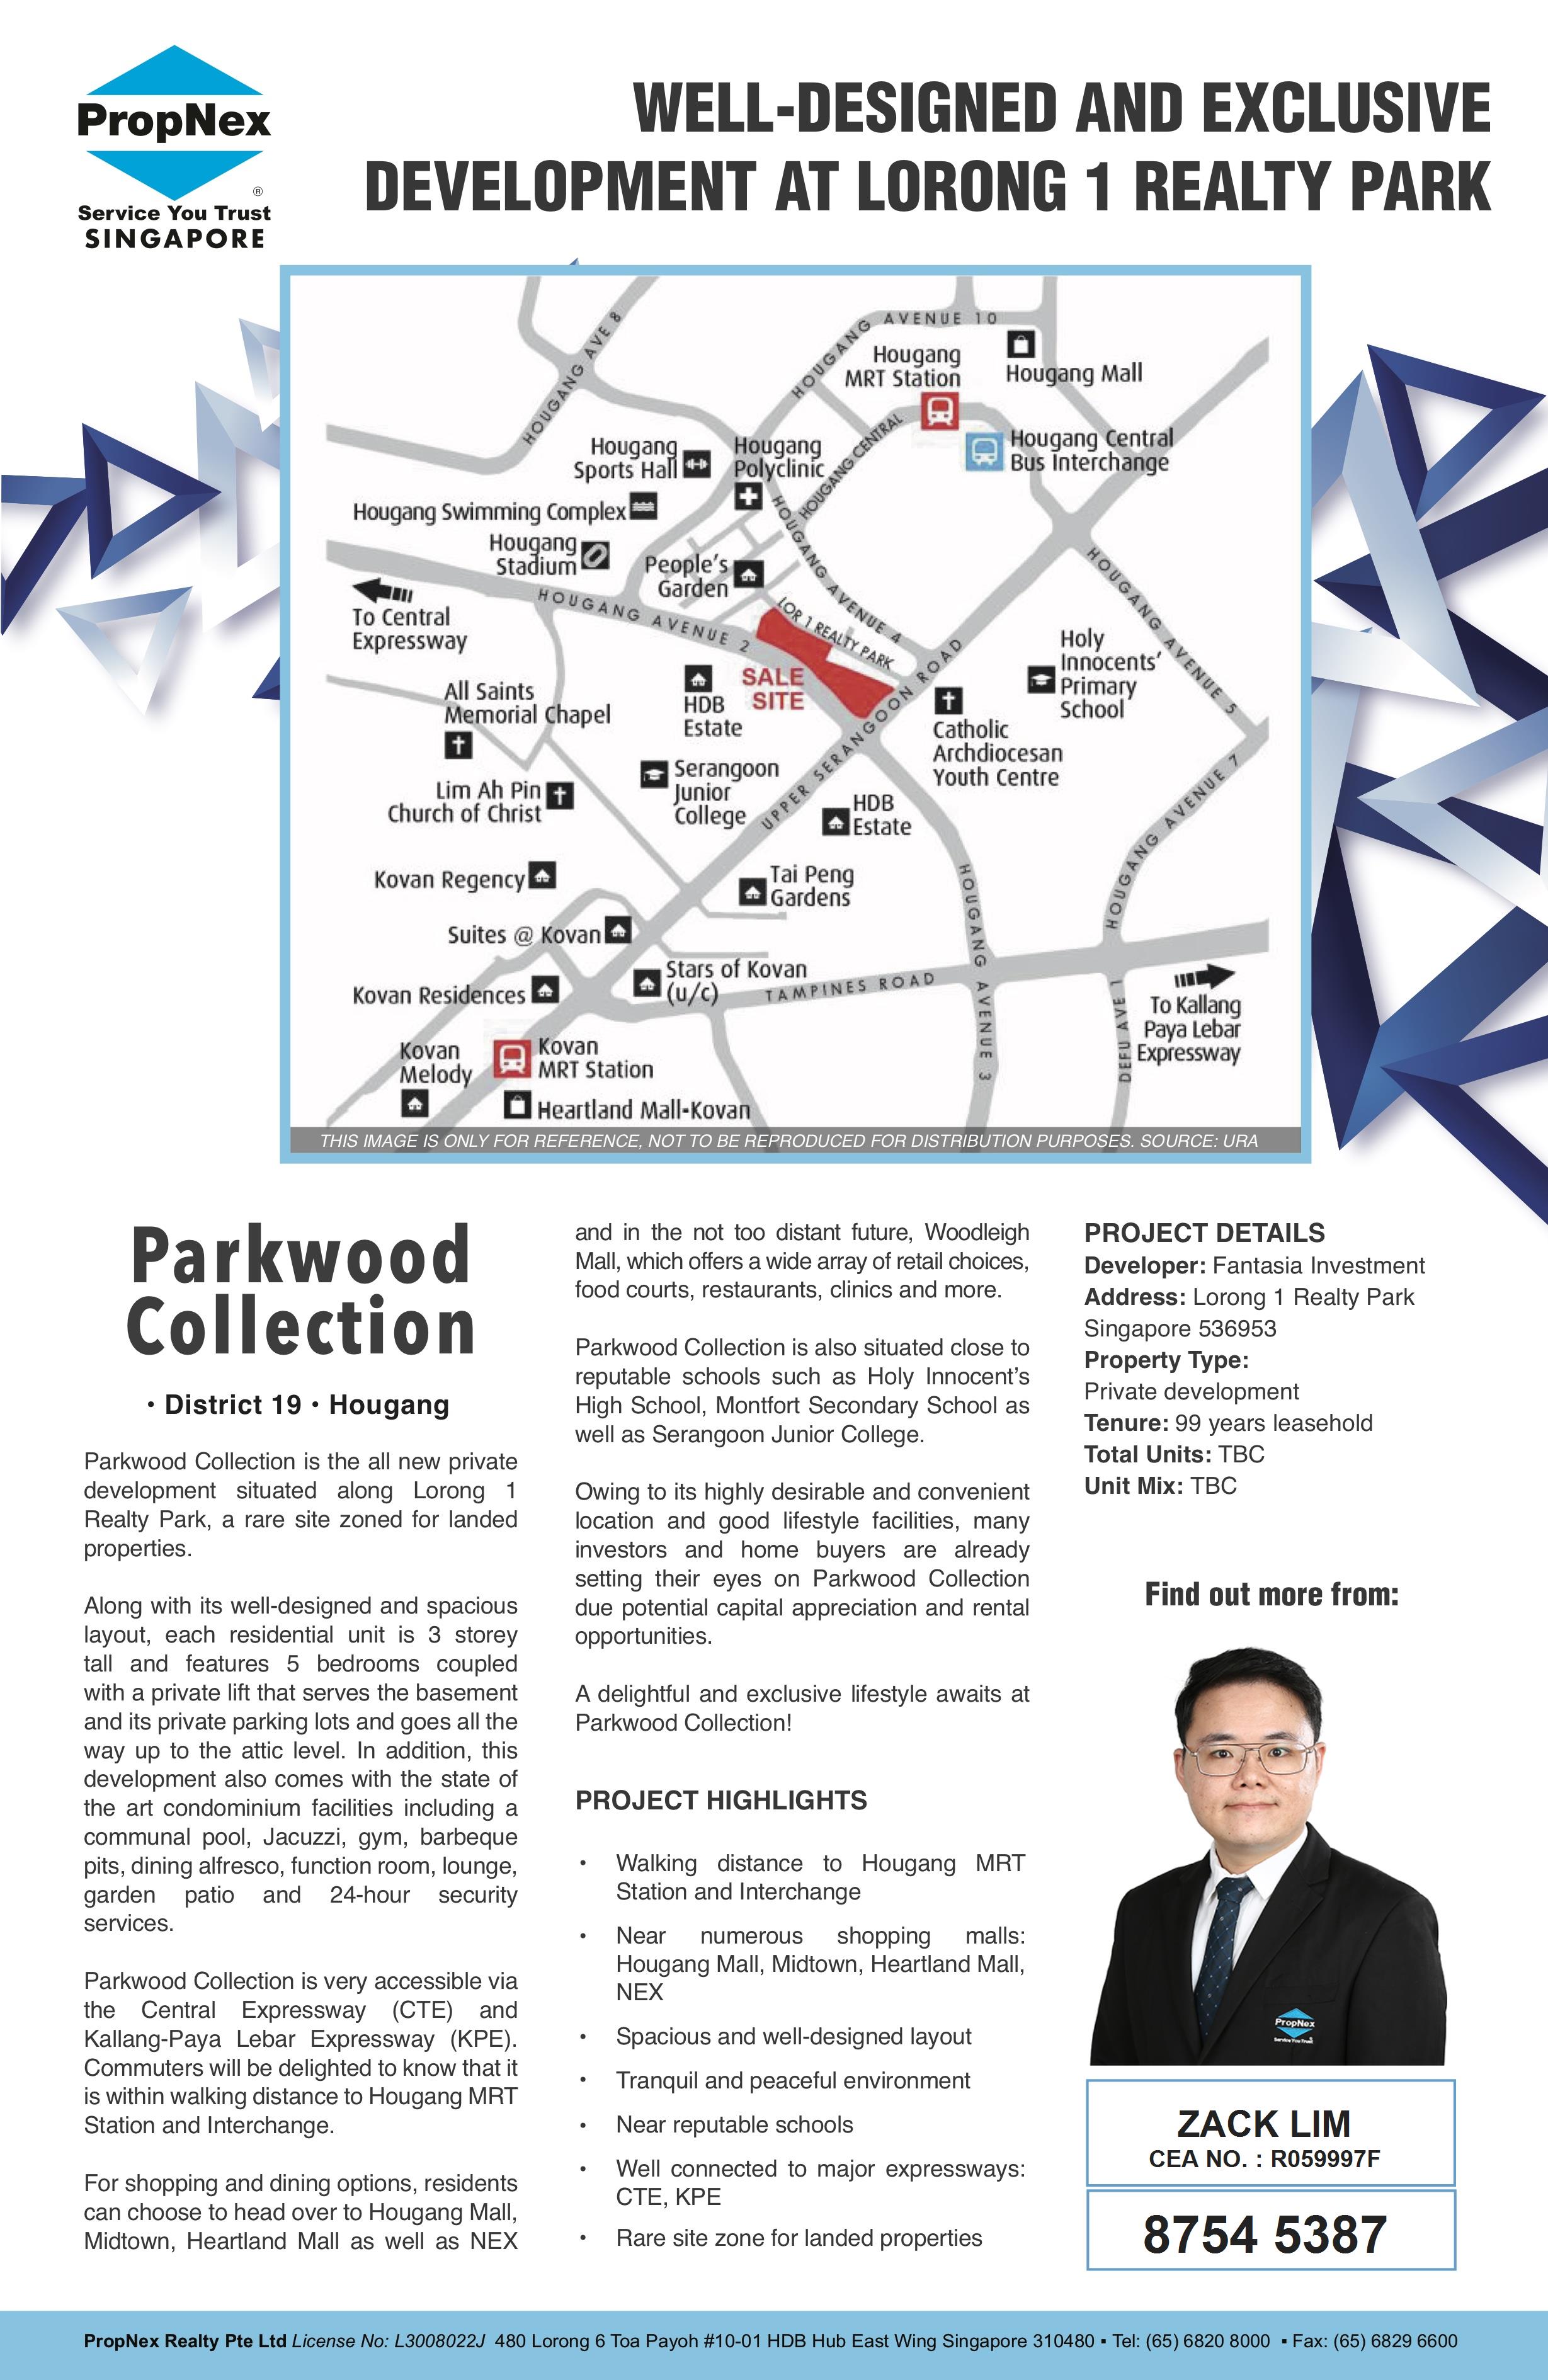 PropNex
®
Service You Trust
SINGAPORE
WELL-DESIGNED AND EXCLUSIVE
DEVELOPMENT AT LORONG 1 REALTY PARK
HOUGANG AVE 8
HOUGANG AVENUE 10
Hougang
MRT Station
Hougang Mall
HOUGANG CENTRAL
Hougang Central
Bus Interchange
Hougang
Sports Hall
Hougang
Polyclinic
Hougang Swimming Complex
Hougang
Stadium
People's
Garden
HOUGANG AVENUE 4
HOUGANG AVENUE 5
To Central
Expressway
HOUGANG AVENUE 2
LOR 1 REALTY PARK
SALE
SITE
HDB
Estate
Holy
Innocents'
Primary
School
All Saints
Memorial Chapel
Catholic
Archdiocesan
Youth Centre
UPPER SERANGOON ROAD
Serangoon
Junior
College
Lim Ah Pin
Church of Christ
HDB
Estate
HOUGANG AVENUE 7
Kovan Regency
Tai Peng
Gardens
Suites @ Kovan
Stars of Kovan
(u/c)
TAMPINES ROAD
HOUGANG AVENUE 3
DEFU AVE 1
Kovan Residences
To Kallang
Paya Lebar
Expressway
Kovan
Melody
Kovan
MRT Station
Heartland Mall-Kovan
THIS IMAGE IS ONLY FOR REFERENCE, NOT TO BE REPRODUCED FOR DISTRIBUTION PURPOSES. SOURCE: URA
Parkwood
Collection
• District 19 • Hougang
Parkwood Collection is the all new private
development situated along Lorong 1
Realty Park, a rare site zoned for landed
properties.
Along with its well-designed and spacious
layout, each residential unit is 3 storey
tall and features 5 bedrooms coupled
with a private lift that serves the basement
and its private parking lots and goes all the
way up to the attic level. In addition, this
development also comes with the state of
the art condominium facilities including a
communal pool, Jacuzzi, gym, barbeque
pits, dining alfresco, function room, lounge,
garden patio and 24-hour security
services.
Parkwood Collection is very accessible via
the Central Expressway (CTE) and
Kallang-Paya Lebar Expressway (KPE).
Commuters will be delighted to know that it
is within walking distance to Hougang MRT
Station and Interchange.
For shopping and dining options, residents
can choose to head over to Hougang Mall,
Midtown, Heartland Mall as well as NEX
and in the not too distant future, Woodleigh
Mall, which offers a wide array of retail choices,
food courts, restaurants, clinics and more.
Parkwood Collection is also situated close to
reputable schools such as Holy Innocent's
High School, Montfort Secondary School as
well as Serangoon Junior College.
Owing to its highly desirable and convenient
location and good lifestyle facilities, many
investors and home buyers are already
setting their eyes on Parkwood Collection
due potential capital appreciation and rental
opportunities.
A delightful and exclusive lifestyle awaits at
Parkwood Collection!
PROJECT HIGHLIGHTS
• Walking distance to Hougang MRT
Station and Interchange
• Near numerous shopping malls:
Hougang Mall, Midtown, Heartland Mall,
NEX
• Spacious and well-designed layout
• Tranquil and peaceful environment
• Near reputable schools
• Well connected to major expressways:
CTE, KPE
• Rare site zone for landed properties
PROJECT DETAILS
Developer: Fantasia Investment
Address: Lorong 1 Realty Park
Singapore 536953
Property Type:
Private development
Tenure: 99 years leasehold
Total Units: TBC
Unit Mix: TBC
Find out more from:
PropNex
Service You Trust
ZACK LIM
CEA NO. : R059997F
8754 5387
PropNex Realty Pte Ltd License No: L3008022J 480 Lorong 6 Toa Payoh #10-01 HDB Hub East Wing Singapore 310480 ▪ Tel: (65) 6820 8000 ▪ Fax: (65) 6829 6600